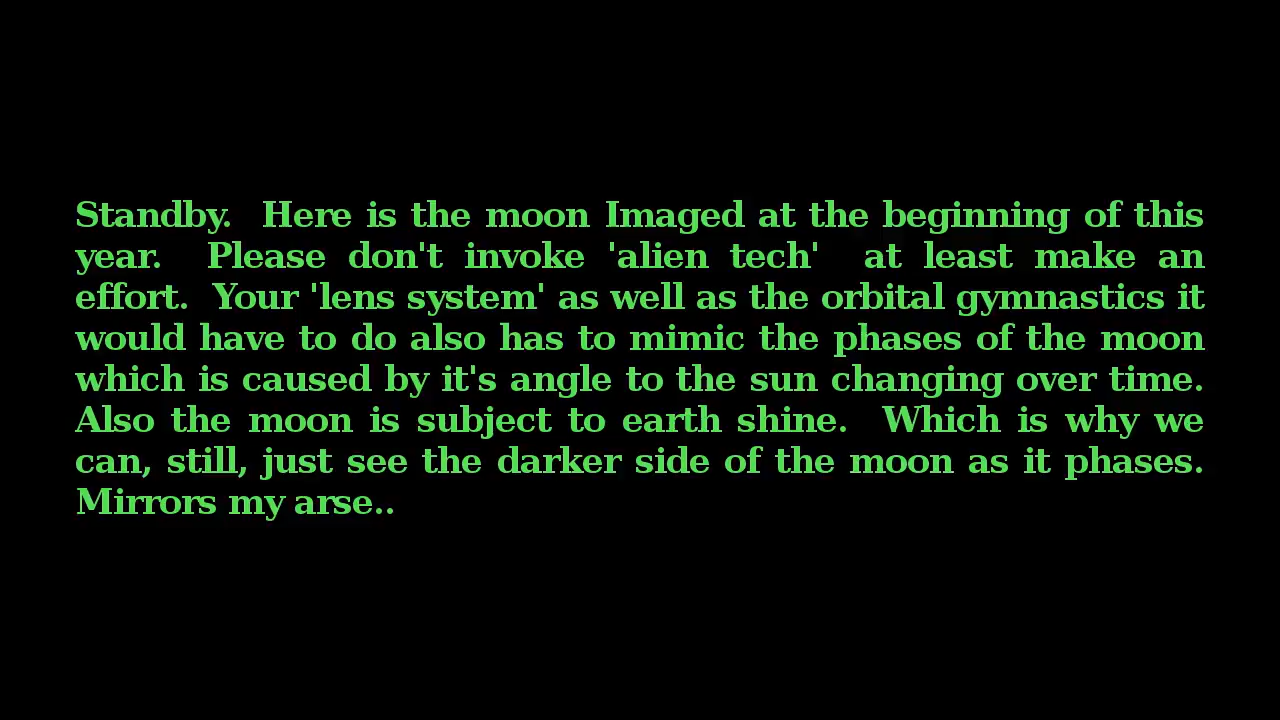 Standby.  Here is the moon Imaged at the beginning of this
year.  Please don't invoke 'alien tech'  at least make an
effort.  Your 'lens system' as well as the orbital gymnastics it
would have to do also has to mimic the phases of the moon
which is caused by it's angle to the sun changing over time.
Also the moon is subject to earth shine.  Which is why we
can, still, just see the darker side of the moon as it phases.
Mirrors my arse..